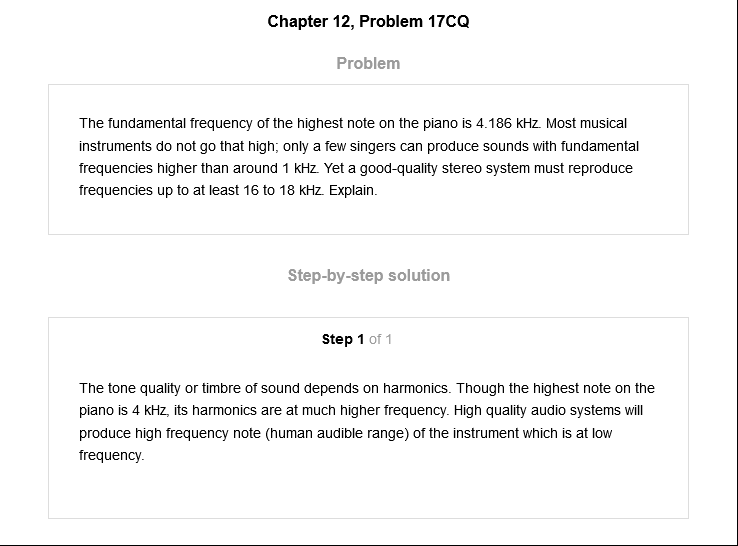 Chapter 12, Problem 17CQ
Problem
The fundamental frequency of the highest note on the piano is 4.186 kHz. Most musical
instruments do not go that high; only a few singers can produce sounds with fundamental
frequencies higher than around 1 kHz. Yet a good-quality stereo system must reproduce
frequencies up to at least 16 to 18 kHz. Explain.
Step-by-step solution
Step 1 of 1
The tone quality or timbre of sound depends on harmonics. Though the highest note on the
piano is 4 kHz, its harmonics are at much higher frequency. High quality audio systems will
produce high frequency note (human audible range) of the instrument which is at low
frequency.